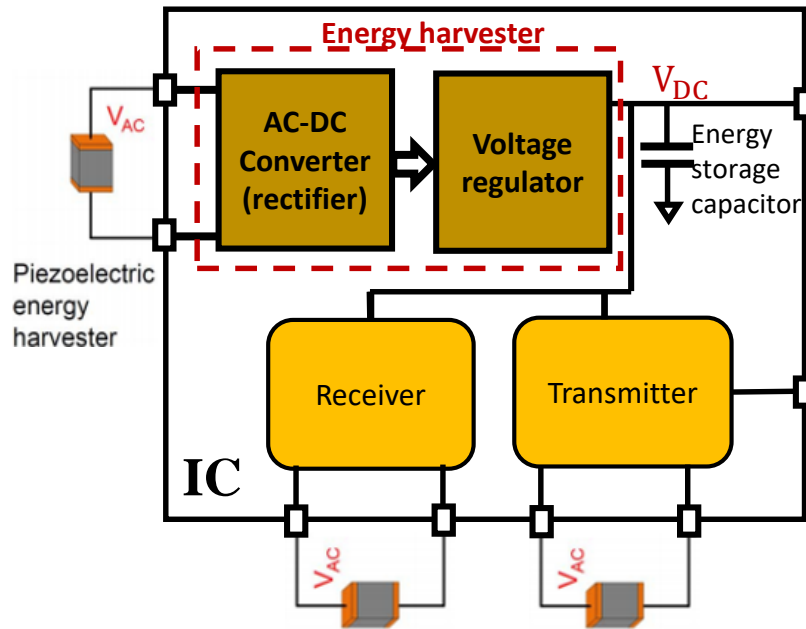 Energy harvester
V_AC
AC-DC
Converter
(rectifier)
Voltage
regulator
V_DC
Energy
storage
capacitor
Piezoelectric
energy
harvester
Receiver
Transmitter
IC
V_AC
V_AC